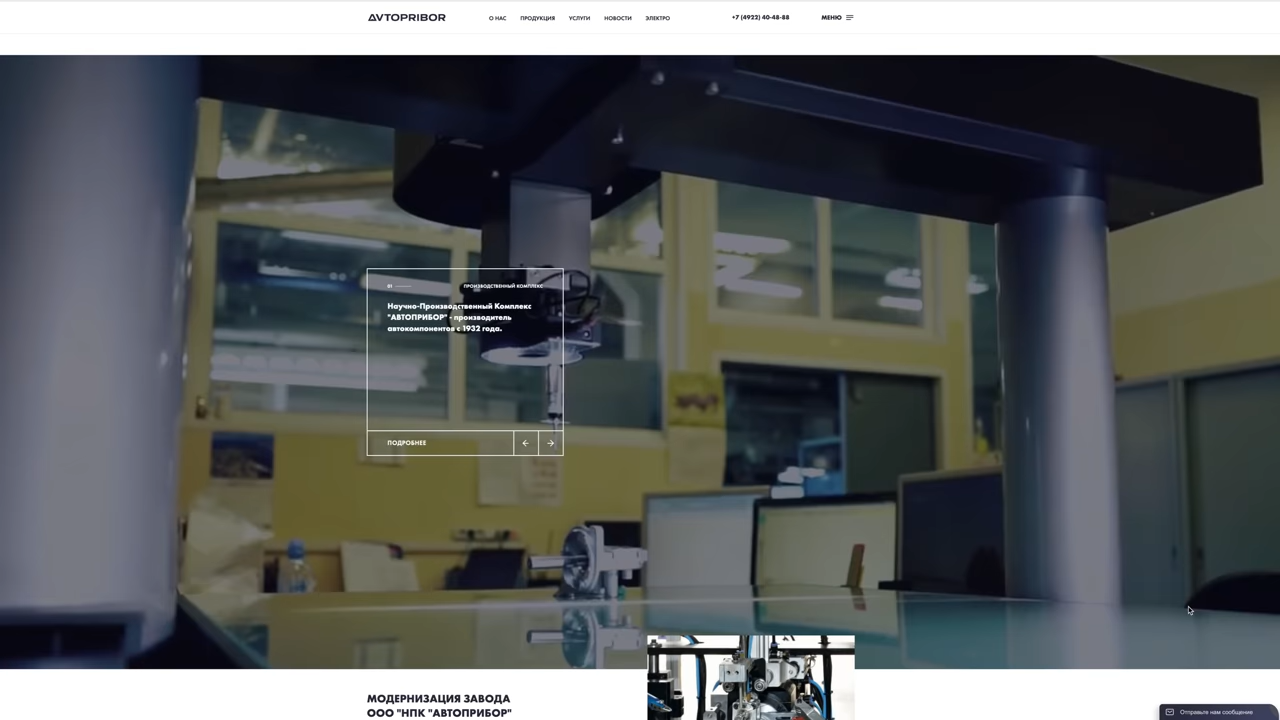 AVTOPRIBOR
О НАС ПРОДУКЦИЯ УСЛУГИ НОВОСТИ ЭЛЕКТРО
+7 (4922) 40-48-88
МЕНЮ
01 ПРОИЗВОДСТВЕННЫЙ КОМПЛЕКС
Научно-Производственный Комплекс
"АВТОПРИБОР" - производитель
автокомпонентов с 1932 года.
ПОДРОБНЕЕ
МОДЕРНИЗАЦИЯ ЗАВОДА
ООО "НПК "АВТОПРИБОР"
Отправьте нам сообщение